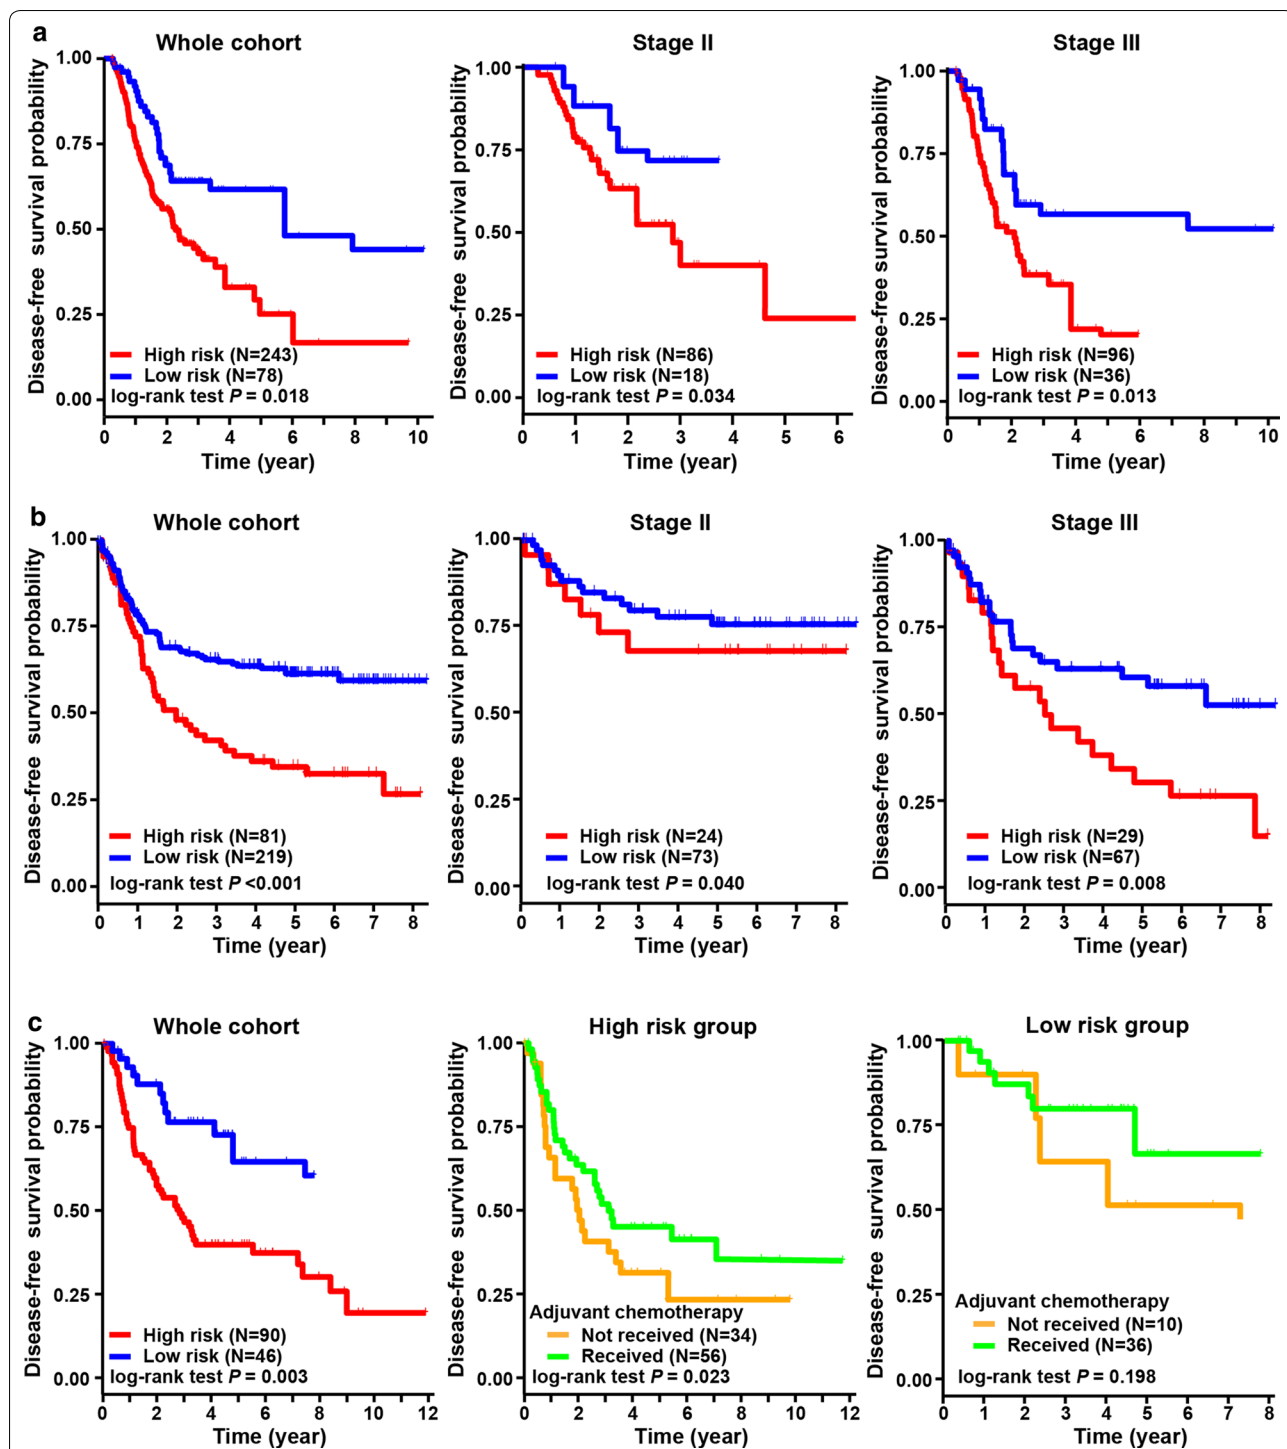 a
Whole cohort
Disease-free survival probability
1.00
0.75
0.50
0.25
0.00
High risk (N=243)
Low risk (N=78)
log-rank test P = 0.018
0 2 4 6 8 10
Time (year)
Stage II
Disease-free survival probability
1.00
0.75
0.50
0.25
0.00
High risk (N=86)
Low risk (N=18)
log-rank test P = 0.034
0 1 2 3 4 5 6
Time (year)
Stage III
Disease-free survival probability
1.00
0.75
0.50
0.25
0.00
High risk (N=96)
Low risk (N=36)
log-rank test P = 0.013
0 2 4 6 8 10
Time (year)
b
Whole cohort
Disease-free survival probability
1.00
0.75
0.50
0.25
0.00
High risk (N=81)
Low risk (N=219)
log-rank test P <0.001
0 1 2 3 4 5 6 7 8
Time (year)
Stage II
Disease-free survival probability
1.00
0.75
0.50
0.25
0.00
High risk (N=24)
Low risk (N=73)
log-rank test P = 0.040
0 1 2 3 4 5 6 7 8
Time (year)
Stage III
Disease-free survival probability
1.00
0.75
0.50
0.25
0.00
High risk (N=29)
Low risk (N=67)
log-rank test P = 0.008
0 1 2 3 4 5 6 7 8
Time (year)
c
Whole cohort
Disease-free survival probability
1.00
0.75
0.50
0.25
0.00
High risk (N=90)
Low risk (N=46)
log-rank test P = 0.003
0 2 4 6 8 10 12
Time (year)
High risk group
Disease-free survival probability
1.00
0.75
0.50
0.25
0.00
Adjuvant chemotherapy
Not received (N=34)
Received (N=56)
log-rank test P = 0.023
0 2 4 6 8 10 12
Time (year)
Low risk group
Disease-free survival probability
1.00
0.75
0.50
0.25
0.00
Adjuvant chemotherapy
Not received (N=10)
Received (N=36)
log-rank test P = 0.198
0 1 2 3 4 5 6 7 8
Time (year)